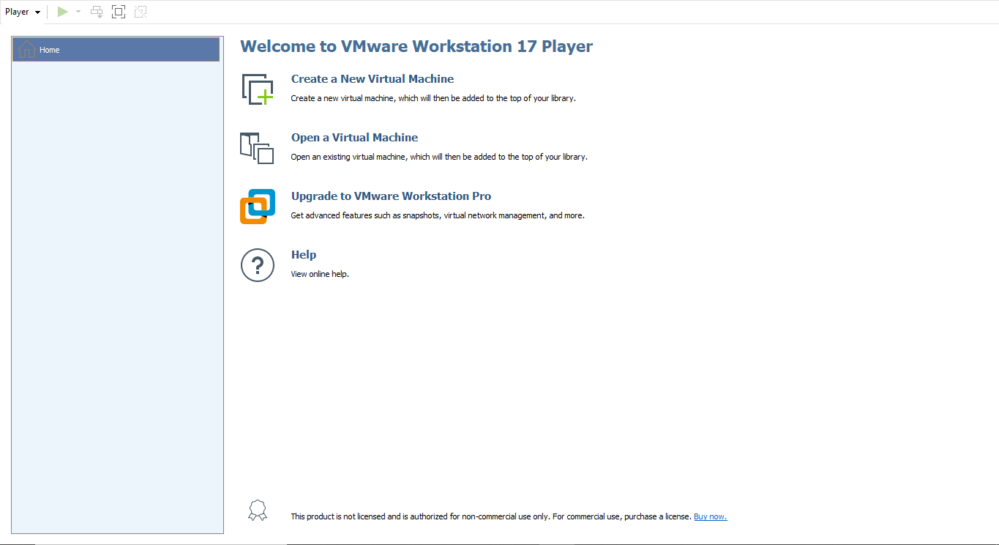 Player
Home
Welcome to VMware Workstation 17 Player
Create a New Virtual Machine
Create a new virtual machine, which will then be added to the top of your library.
Open a Virtual Machine
Open an existing virtual machine, which will then be added to the top of your library.
Upgrade to VMware Workstation Pro
Get advanced features such as snapshots, virtual network management, and more.
?
Help
View online help.
This product is not licensed and is authorized for non-commercial use only. For commercial use, purchase a license. Buy now.